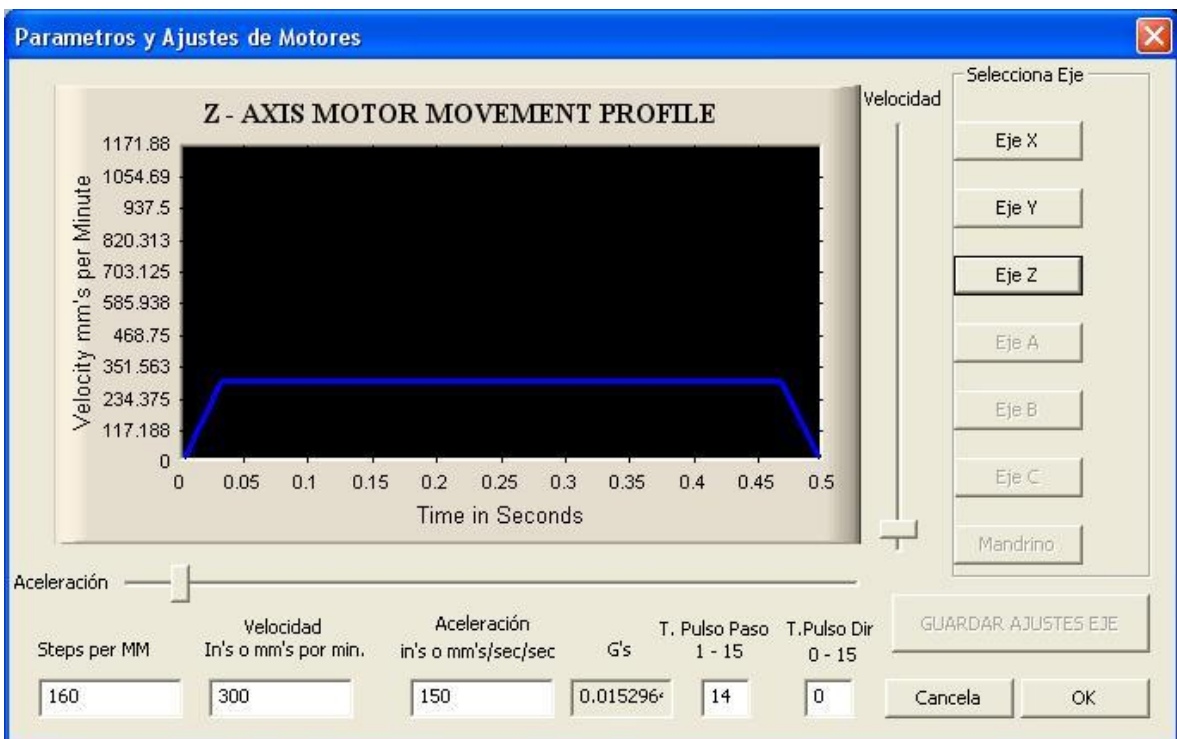 Parametros y Ajustes de Motores
Z - AXIS MOTOR MOVEMENT PROFILE
Velocity mm's per Minute
1171.88
1054.69
937.5
820.313
703.125
585.938
468.75
351.563
234.375
117.188
0
0 0.05 0.1 0.15 0.2 0.25 0.3 0.35 0.4 0.45 0.5
Time in Seconds
Velocidad
Selecciona Eje
Eje X
Eje Y
Eje Z
Eje A
Eje B
Eje C
Mandrino
Aceleración
Steps per MM
160
Velocidad
In's o mm's por min.
300
Aceleración
in's o mm's/sec/sec
150
G's
0.015296
T. Pulso Paso
1 - 15
14
T.Pulso Dir
0 - 15
0
GUARDAR AJUSTES EJE
Cancela
OK